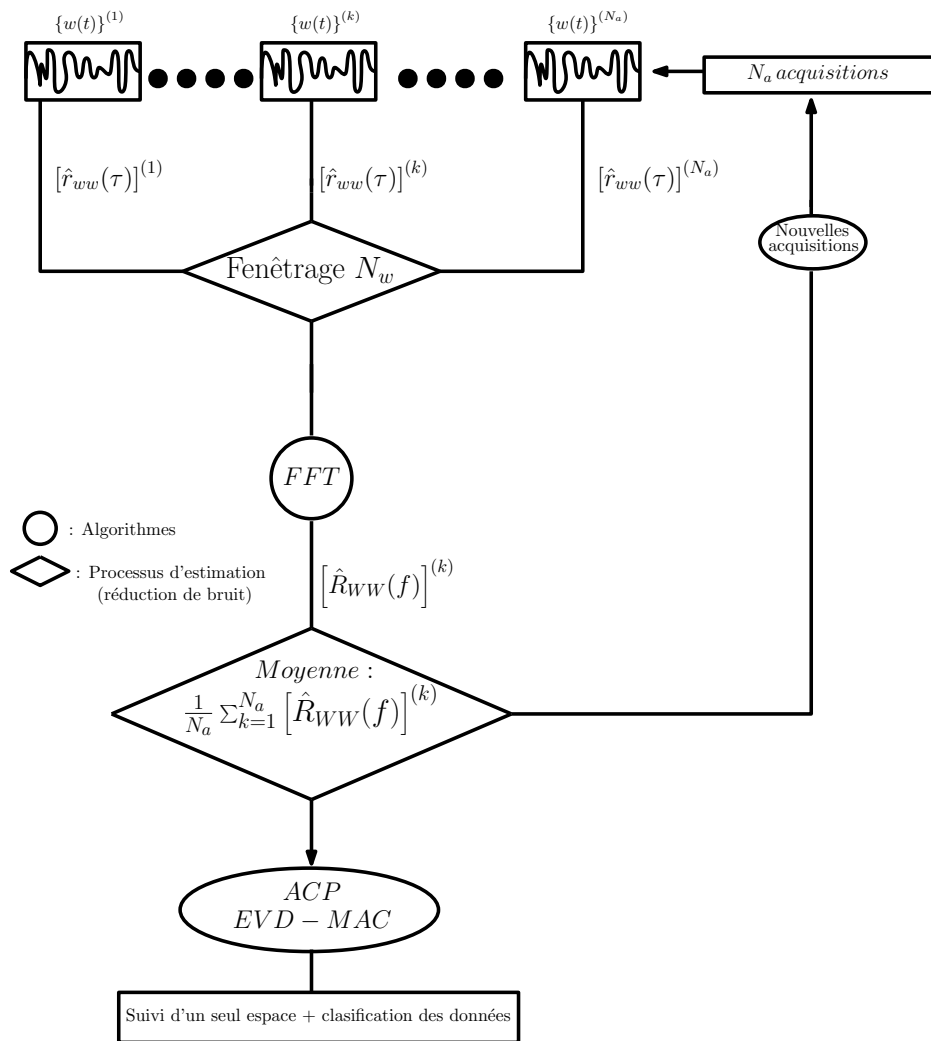 {w(t)}^(1)
{w(t)}^(k)
{w(t)}^(N_a)
N_a acquisitions
[r̂_ww(τ)]^(1)
[r̂_ww(τ)]^(k)
[r̂_ww(τ)]^(N_a)
Nouvelles
acquisitions
Fenêtrage N_w
FFT
: Algorithmes
: Processus d'estimation
(réduction de bruit)
[R̂_WW(f)]^(k)
Moyenne :
1/N_a ∑_{k=1}^{N_a} [R̂_WW(f)]^(k)
ACP
EVD − MAC
Suivi d'un seul espace + clasification des données